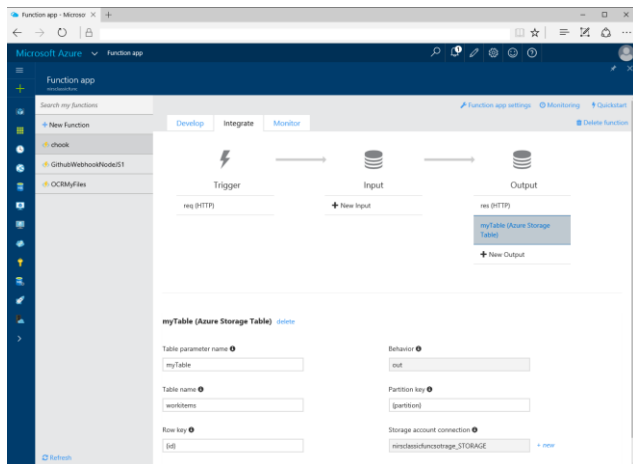 Function app - Microso
Microsoft Azure Function app
Function app
nirsclassicfunc
Search my functions
Function app settings Monitoring Quickstart
+ New Function
Develop Integrate Monitor
Delete function
chook
GithubWebhookNodeJS1
OCRMyFiles
Trigger Input Output
req (HTTP) + New Input res (HTTP)
myTable (Azure Storage
Table)
+ New Output
myTable (Azure Storage Table) delete
Table parameter name Behavior
myTable out
Table name Partition key
workitems {partition}
Row key Storage account connection
{id} nirsclassicfuncsotrage_STORAGE + new
Refresh